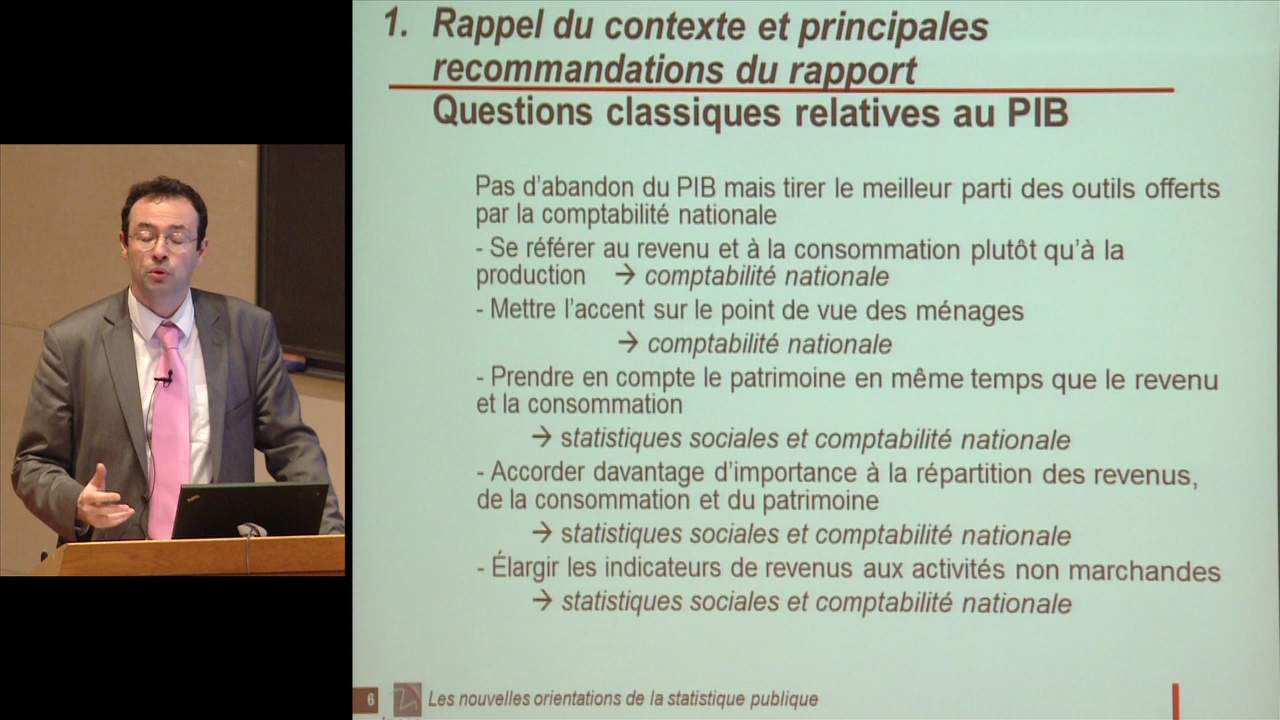 1. Rappel du contexte et principales
recommandations du rapport
Questions classiques relatives au PIB
Pas d’abandon du PIB mais tirer le meilleur parti des outils offerts
par la comptabilité nationale
- Se référer au revenu et à la consommation plutôt qu’à la
production → comptabilité nationale
- Mettre l’accent sur le point de vue des ménages
→ comptabilité nationale
- Prendre en compte le patrimoine en même temps que le revenu
et la consommation
→ statistiques sociales et comptabilité nationale
- Accorder davantage d’importance à la répartition des revenus,
de la consommation et du patrimoine
→ statistiques sociales et comptabilité nationale
- Élargir les indicateurs de revenus aux activités non marchandes
→ statistiques sociales et comptabilité nationale
6 Les nouvelles orientations de la statistique publique